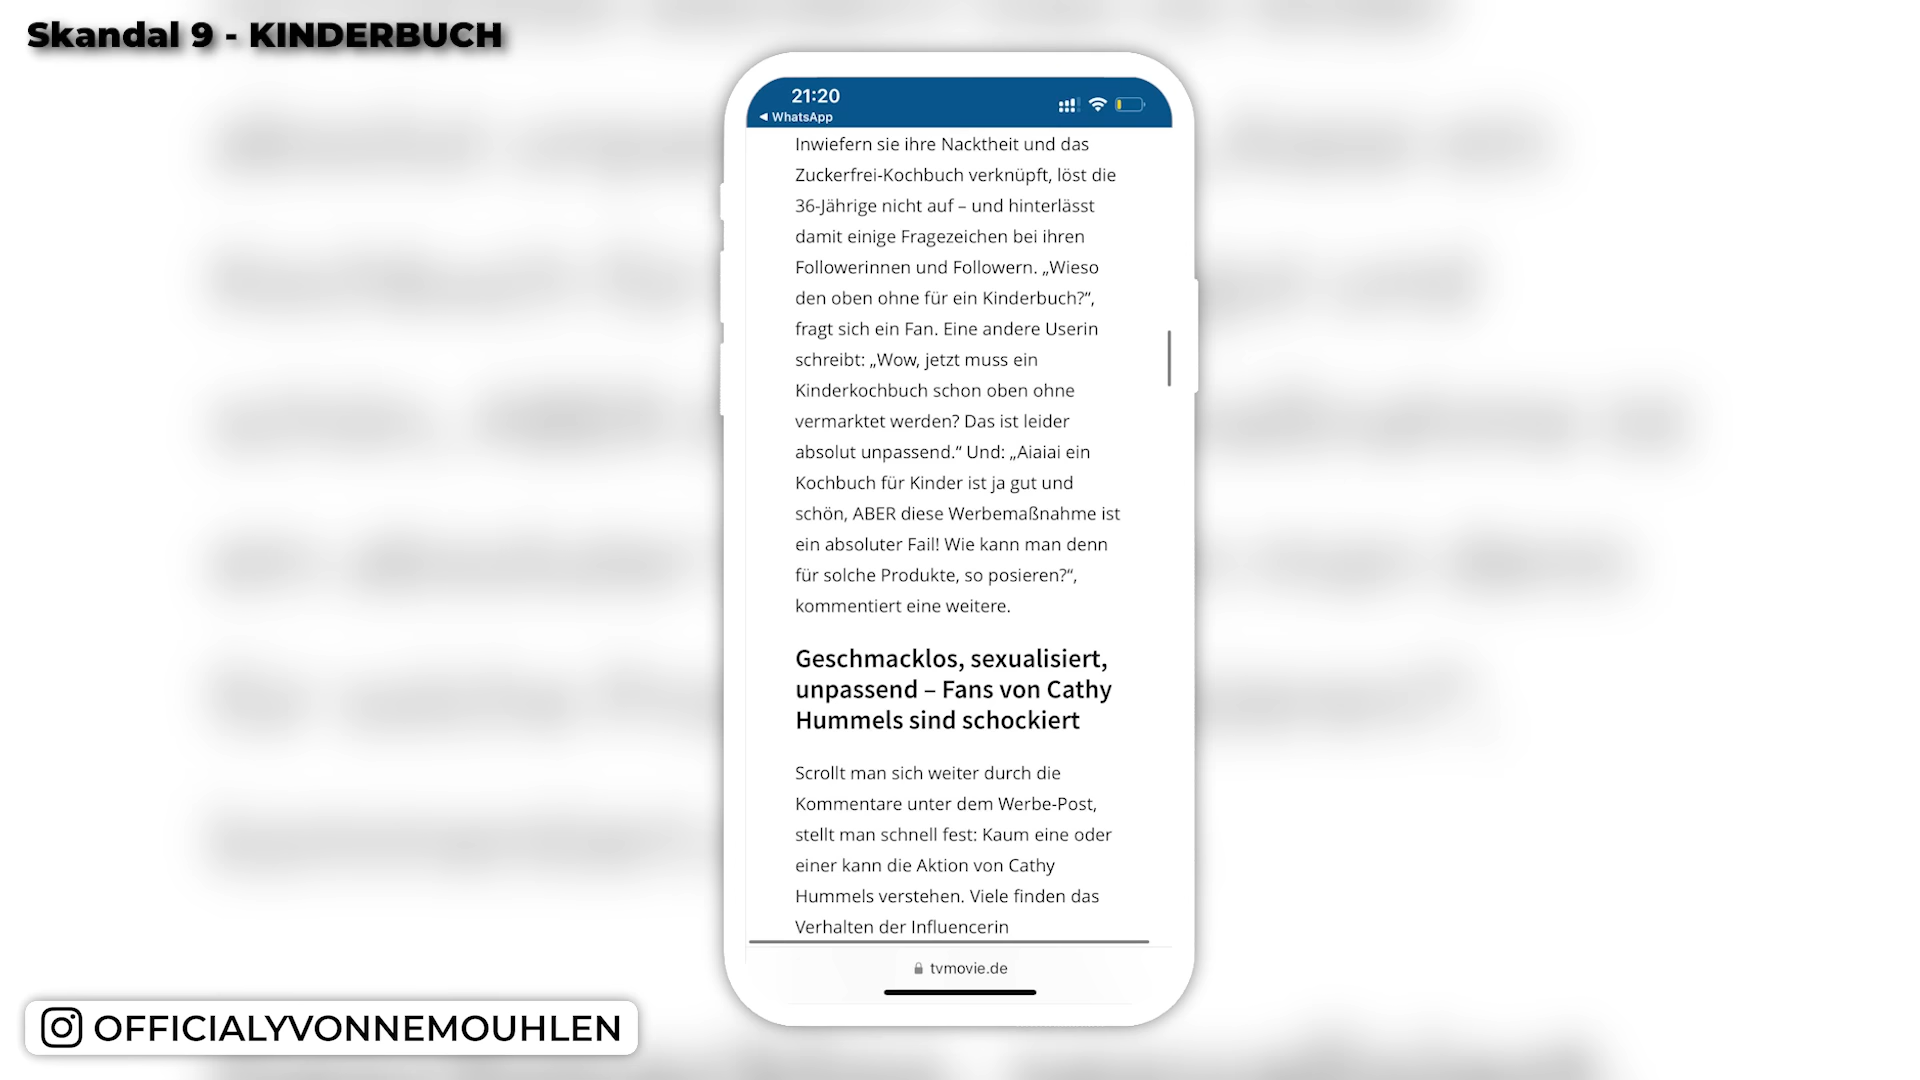 Skandal 9 - KINDERBUCH
21:20
◀ WhatsApp
Inwiefern sie ihre Nacktheit und das
Zuckerfrei-Kochbuch verknüpft, löst die
36-Jährige nicht auf – und hinterlässt
damit einige Fragezeichen bei ihren
Followerinnen und Followern. „Wieso
den oben ohne für ein Kinderbuch?“,
fragt sich ein Fan. Eine andere Userin
schreibt: „Wow, jetzt muss ein
Kinderkochbuch schon oben ohne
vermarktet werden? Das ist leider
absolut unpassend.“ Und: „Aiaiai ein
Kochbuch für Kinder ist ja gut und
schön, ABER diese Werbemaßnahme ist
ein absoluter Fail! Wie kann man denn
für solche Produkte, so posieren?“,
kommentiert eine weitere.
Geschmacklos, sexualisiert,
unpassend – Fans von Cathy
Hummels sind schockiert
Scrollt man sich weiter durch die
Kommentare unter dem Werbe-Post,
stellt man schnell fest: Kaum eine oder
einer kann die Aktion von Cathy
Hummels verstehen. Viele finden das
Verhalten der Influencerin
tvmovie.de
OFFICIALYVONNEMOUHLEN